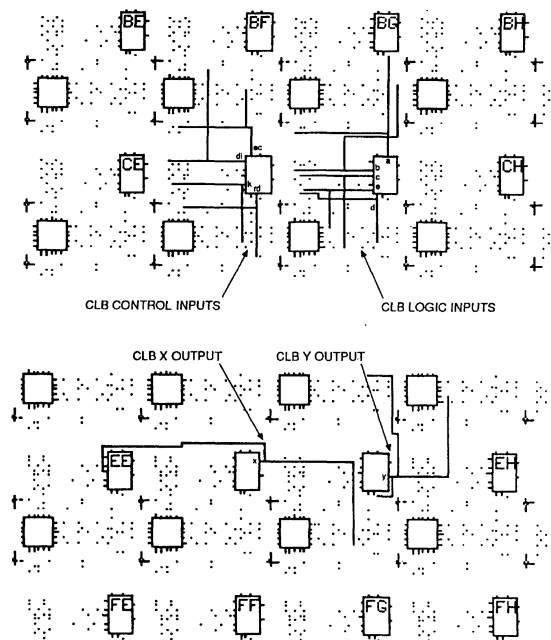 BE BF BG BH
ec
di
a
CE b CH
k c
rd e
d
CLB CONTROL INPUTS CLB LOGIC INPUTS
CLB X OUTPUT CLB Y OUTPUT
EE x EH
y
FE FF FG FH